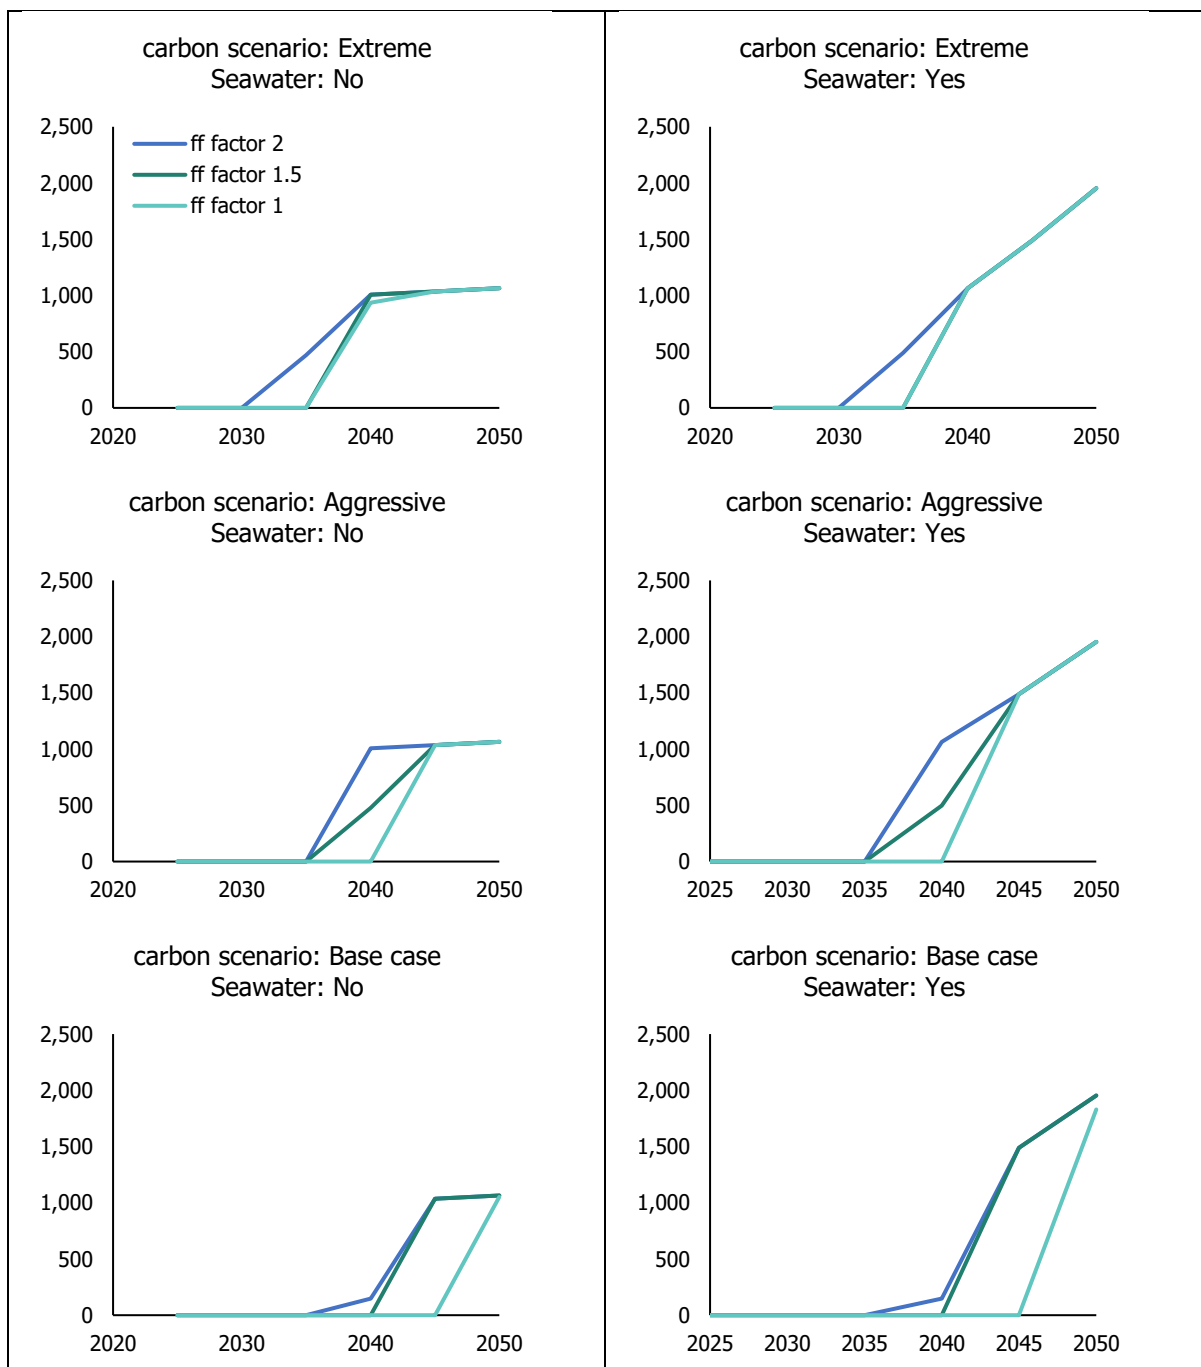 carbon scenario: Extreme
Seawater: No
2,500
2,000
1,500
1,000
500
0
ff factor 2
ff factor 1.5
ff factor 1
2020 2030 2040 2050
carbon scenario: Extreme
Seawater: Yes
2,500
2,000
1,500
1,000
500
0
2020 2030 2040 2050
carbon scenario: Aggressive
Seawater: No
2,500
2,000
1,500
1,000
500
0
2020 2030 2040 2050
carbon scenario: Aggressive
Seawater: Yes
2,500
2,000
1,500
1,000
500
0
2025 2030 2035 2040 2045 2050
carbon scenario: Base case
Seawater: No
2,500
2,000
1,500
1,000
500
0
2020 2030 2040 2050
carbon scenario: Base case
Seawater: Yes
2,500
2,000
1,500
1,000
500
0
2025 2030 2035 2040 2045 2050